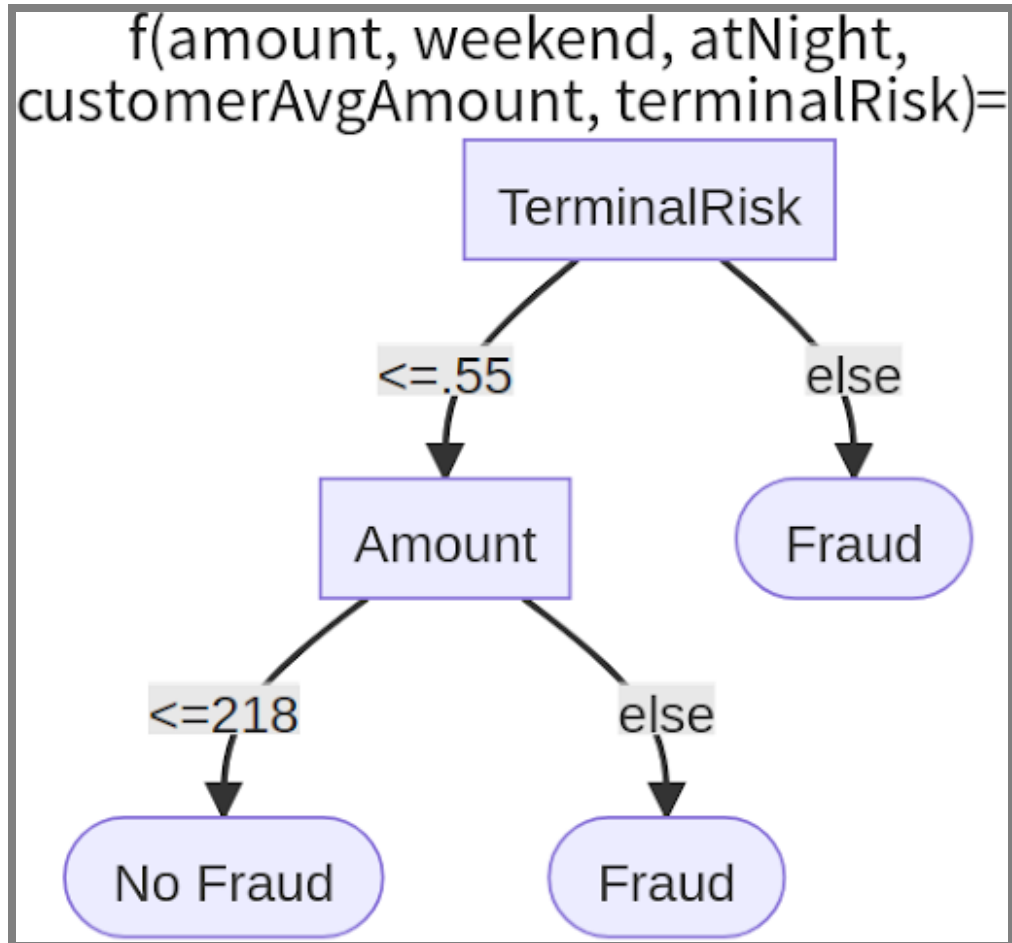 f(amount, weekend, atNight,
customerAvgAmount, terminalRisk)=
TerminalRisk
<=.55
else
Amount
Fraud
<=218
else
No Fraud
Fraud